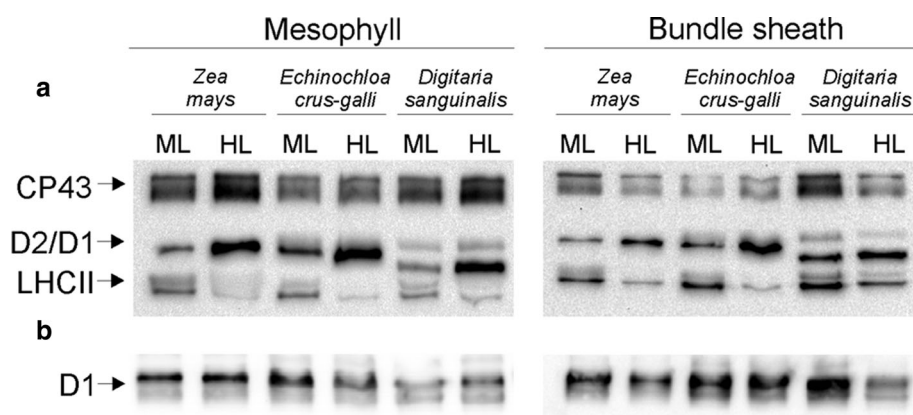 Mesophyll Bundle sheath
a Zea mays Echinochloa crus-galli Digitaria sanguinalis Zea mays Echinochloa crus-galli Digitaria sanguinalis
ML HL ML HL ML HL ML HL ML HL ML HL
CP43
D2/D1
LHCII
b
D1